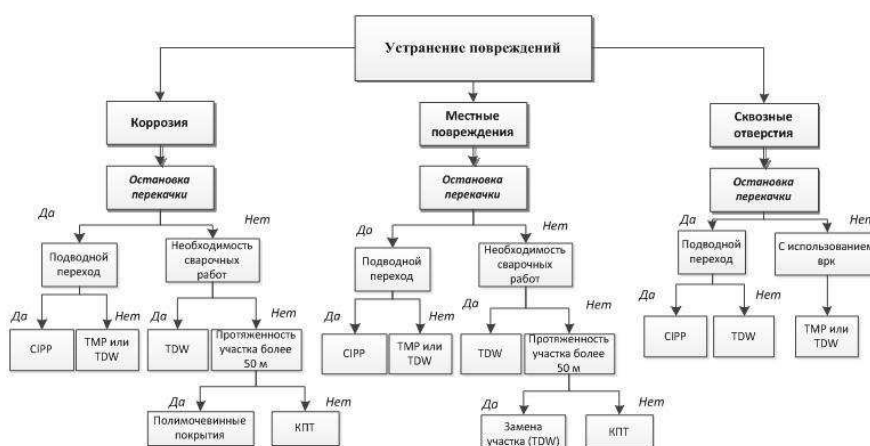 Устранение повреждений
Коррозия
Местные
повреждения
Сквозные
отверстия
Остановка
перекачки
Остановка
перекачки
Остановка
перекачки
Да
Нет
Да
Нет
Да
Нет
Подводной
переход
Необходимость
сварочных
работ
Подводной
переход
Необходимость
сварочных
работ
Подводной
переход
С использованием
врк
Да
Нет
Да
Нет
Да
Нет
Да
Нет
Да
Нет
CIPP
ТМР или
TDW
TDW
Протяженность
участка более
50 м
CIPP
ТМР или
TDW
TDW
Протяженность
участка более
50 м
CIPP
TDW
ТМР или
TDW
Да
Нет
Да
Нет
Полимочевинные
покрытия
КПТ
Замена
участка (TDW)
КПТ